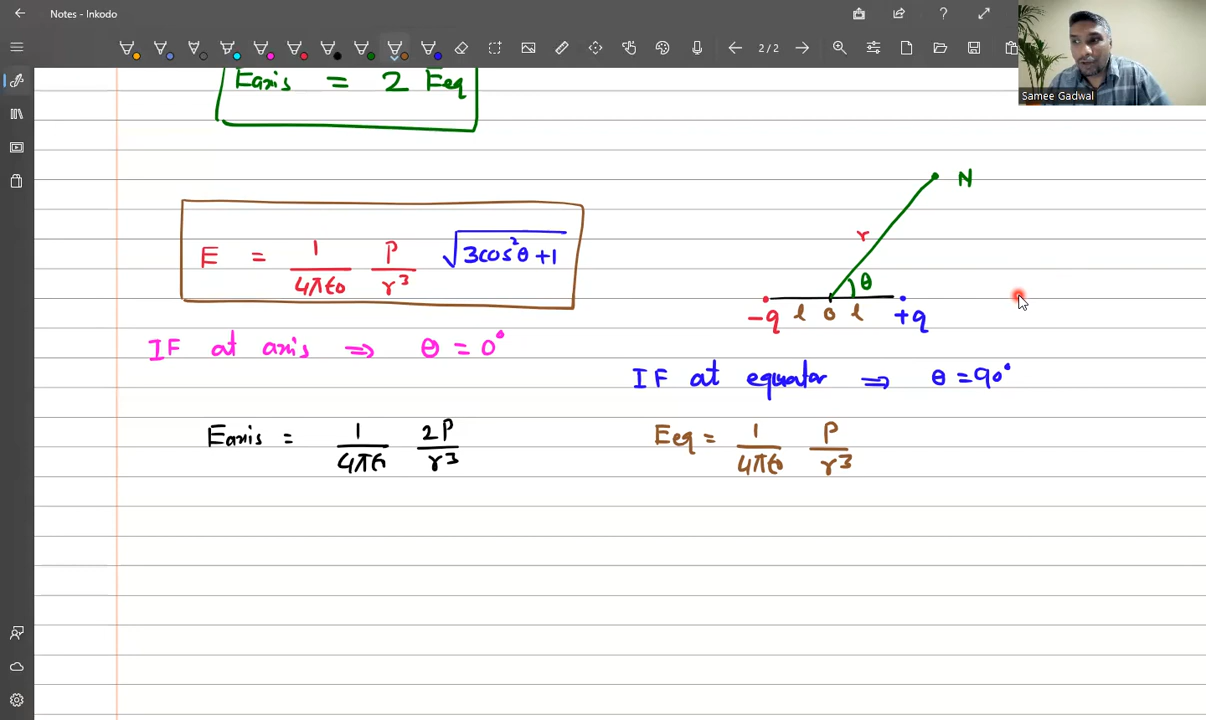 Notes - Inkodo
2/2
Samee Gadwal
Eaxis = 2 Eeq
N
r
θ
E = 1/4πε0 P/r³ √3cos²θ+1
-q l o l +q
IF at axis ⇒ θ = 0°
IF at equator ⇒ θ = 90°
Eaxis = 1/4πε 2P/r³
Eeq = 1/4πε0 P/r³